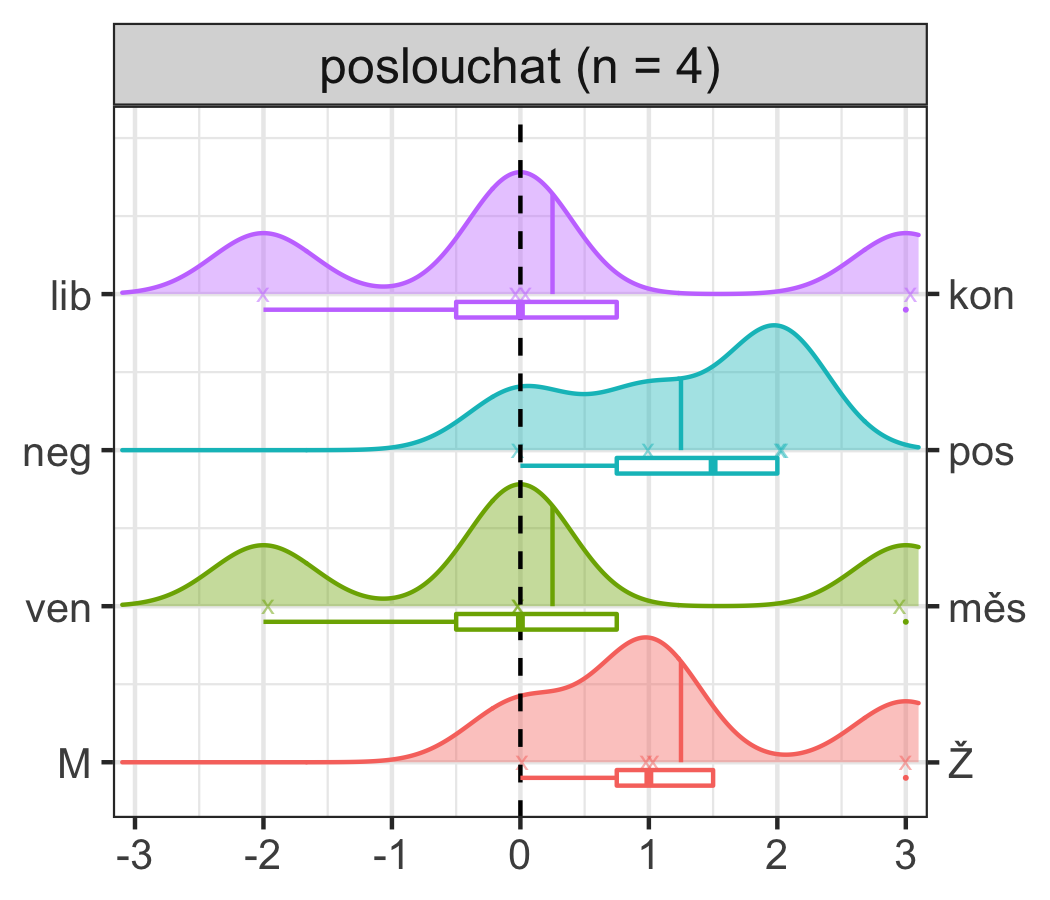 poslouchat (n = 4)
lib kon
neg pos
ven měs
M Ž
-3 -2 -1 0 1 2 3